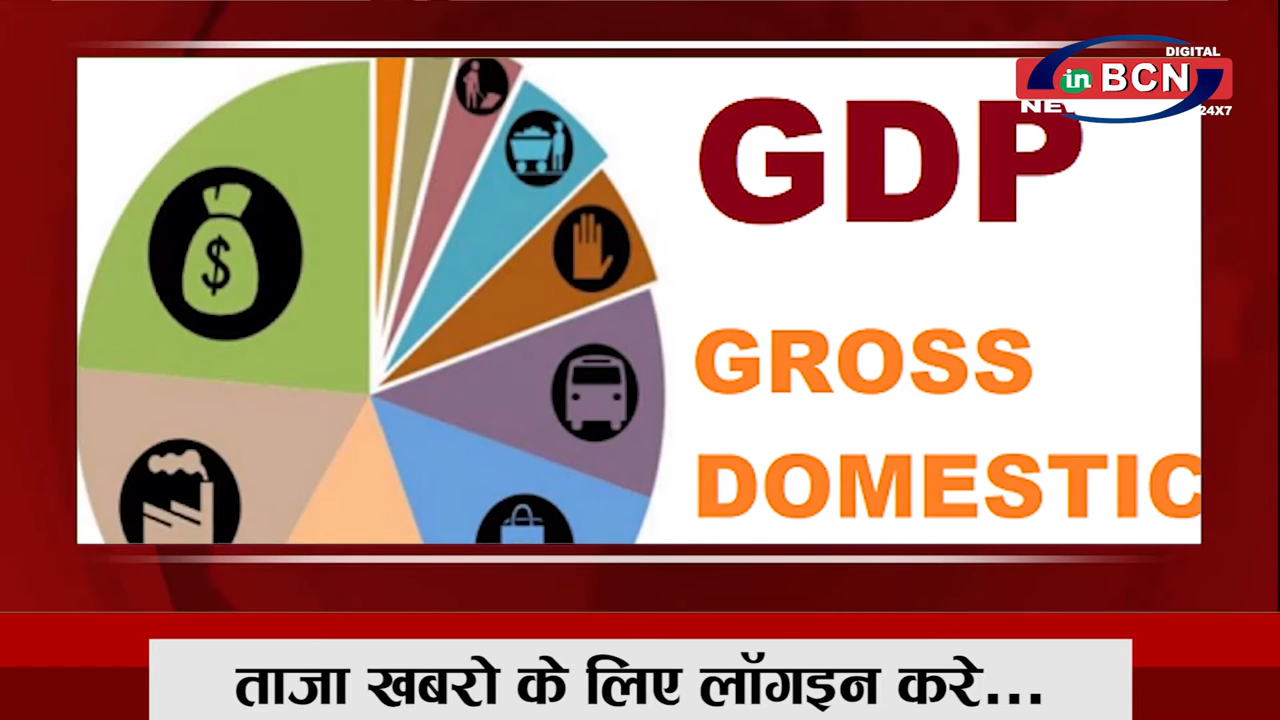 DIGITAL
in BCN
24X7
GDP
GROSS
DOMESTIC
$
ताजा खबरो के लिए लॉगइन करे...